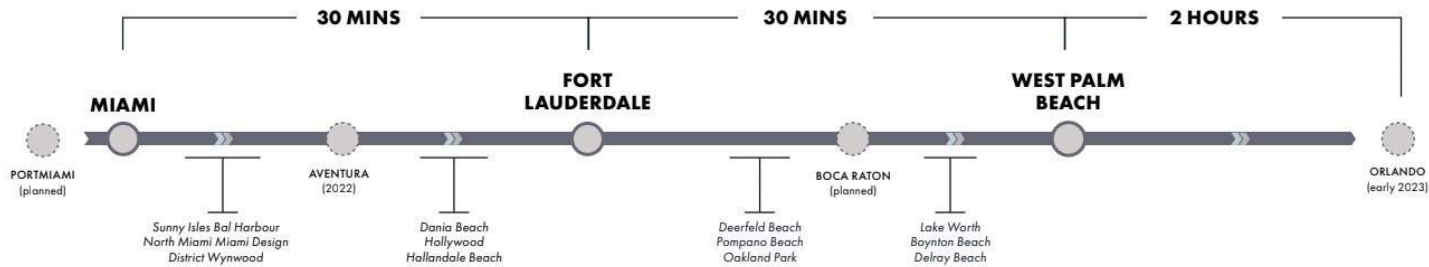 30 MINS
30 MINS
2 HOURS
MIAMI
FORT
LAUDERDALE
WEST PALM
BEACH
PORTMIAMI
(planned)
AVENTURA
(2022)
BOCA RATON
(planned)
ORLANDO
(early 2023)
Sunny Isles Bal Harbour
North Miami Miami Design
District Wynwood
Dania Beach
Hollywood
Hallandale Beach
Deerfeld Beach
Pompano Beach
Oakland Park
Lake Worth
Boynton Beach
Delray Beach